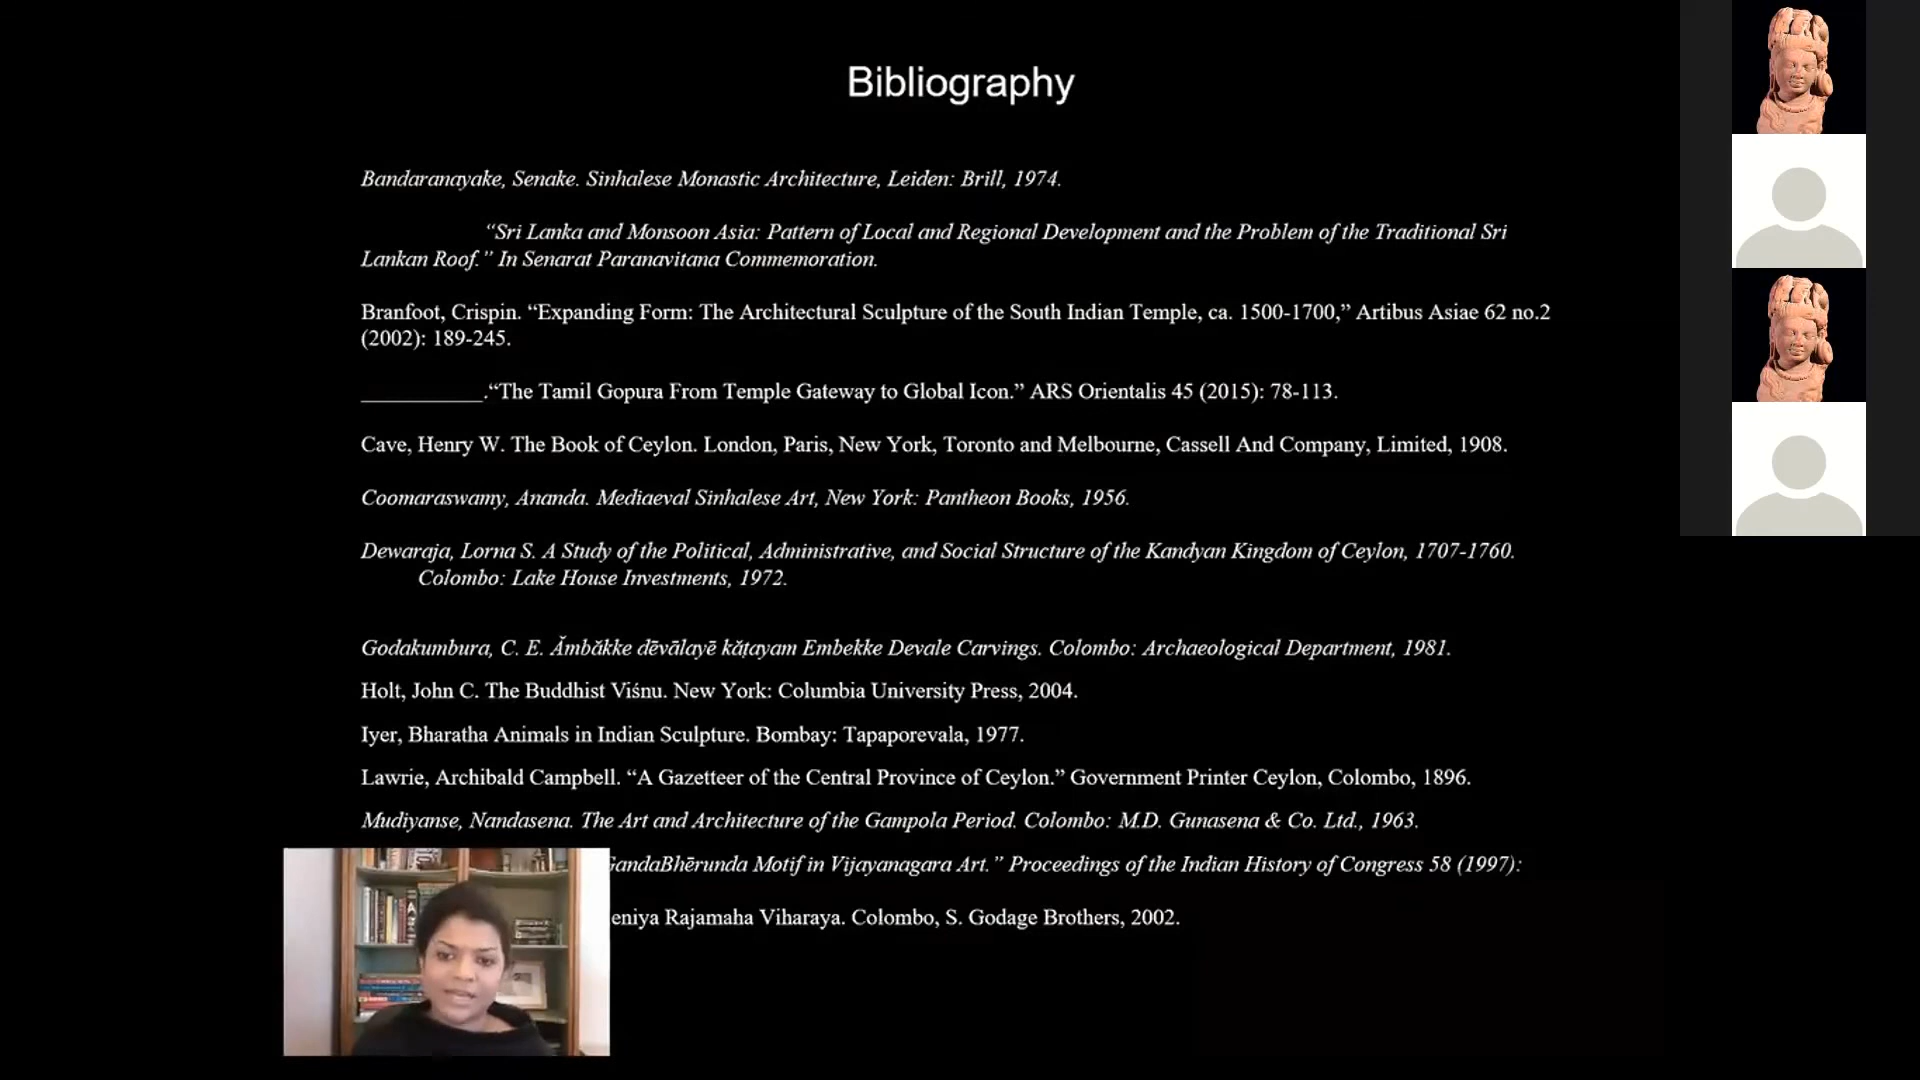 Bibliography
Bandaranayake, Senake. Sinhalese Monastic Architecture, Leiden: Brill, 1974.
“Sri Lanka and Monsoon Asia: Pattern of Local and Regional Development and the Problem of the Traditional Sri
Lankan Roof.” In Senarat Paranavitana Commemoration.
Branfoot, Crispin. “Expanding Form: The Architectural Sculpture of the South Indian Temple, ca. 1500-1700,” Artibus Asiae 62 no.2
(2002): 189-245.
___________.“The Tamil Gopura From Temple Gateway to Global Icon.” ARS Orientalis 45 (2015): 78-113.
Cave, Henry W. The Book of Ceylon. London, Paris, New York, Toronto and Melbourne, Cassell And Company, Limited, 1908.
Coomaraswamy, Ananda. Mediaeval Sinhalese Art, New York: Pantheon Books, 1956.
Dewaraja, Lorna S. A Study of the Political, Administrative, and Social Structure of the Kandyan Kingdom of Ceylon, 1707-1760.
Colombo: Lake House Investments, 1972.
Godakumbura, C. E. Ămbăkke dēvālayē kăṭayam Embekke Devale Carvings. Colombo: Archaeological Department, 1981.
Holt, John C. The Buddhist Viśnu. New York: Columbia University Press, 2004.
Iyer, Bharatha Animals in Indian Sculpture. Bombay: Tapaporevala, 1977.
Lawrie, Archibald Campbell. “A Gazetteer of the Central Province of Ceylon.” Government Printer Ceylon, Colombo, 1896.
Mudiyanse, Nandasena. The Art and Architecture of the Gampola Period. Colombo: M.D. Gunasena & Co. Ltd., 1963.
GandaBhērunda Motif in Vijayanagara Art.” Proceedings of the Indian History of Congress 58 (1997):
eniya Rajamaha Viharaya. Colombo, S. Godage Brothers, 2002.